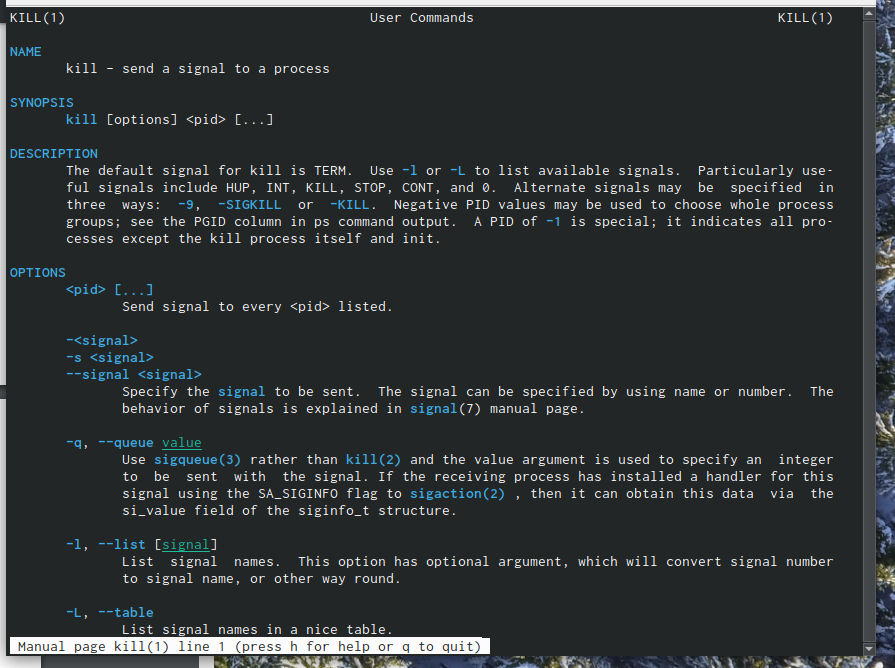 KILL(1) User Commands KILL(1)
NAME
kill - send a signal to a process
SYNOPSIS
kill [options] <pid> [...]
DESCRIPTION
The default signal for kill is TERM. Use -l or -L to list available signals. Particularly use-
ful signals include HUP, INT, KILL, STOP, CONT, and 0. Alternate signals may be specified in
three ways: -9, -SIGKILL or -KILL. Negative PID values may be used to choose whole process
groups; see the PGID column in ps command output. A PID of -1 is special; it indicates all pro-
cesses except the kill process itself and init.
OPTIONS
<pid> [...]
Send signal to every <pid> listed.
-<signal>
-s <signal>
--signal <signal>
Specify the signal to be sent. The signal can be specified by using name or number. The
behavior of signals is explained in signal(7) manual page.
-q, --queue value
Use sigqueue(3) rather than kill(2) and the value argument is used to specify an integer
to be sent with the signal. If the receiving process has installed a handler for this
signal using the SA_SIGINFO flag to sigaction(2) , then it can obtain this data via the
si_value field of the siginfo_t structure.
-l, --list [signal]
List signal names. This option has optional argument, which will convert signal number
to signal name, or other way round.
-L, --table
List signal names in a nice table.
Manual page kill(1) line 1 (press h for help or q to quit)